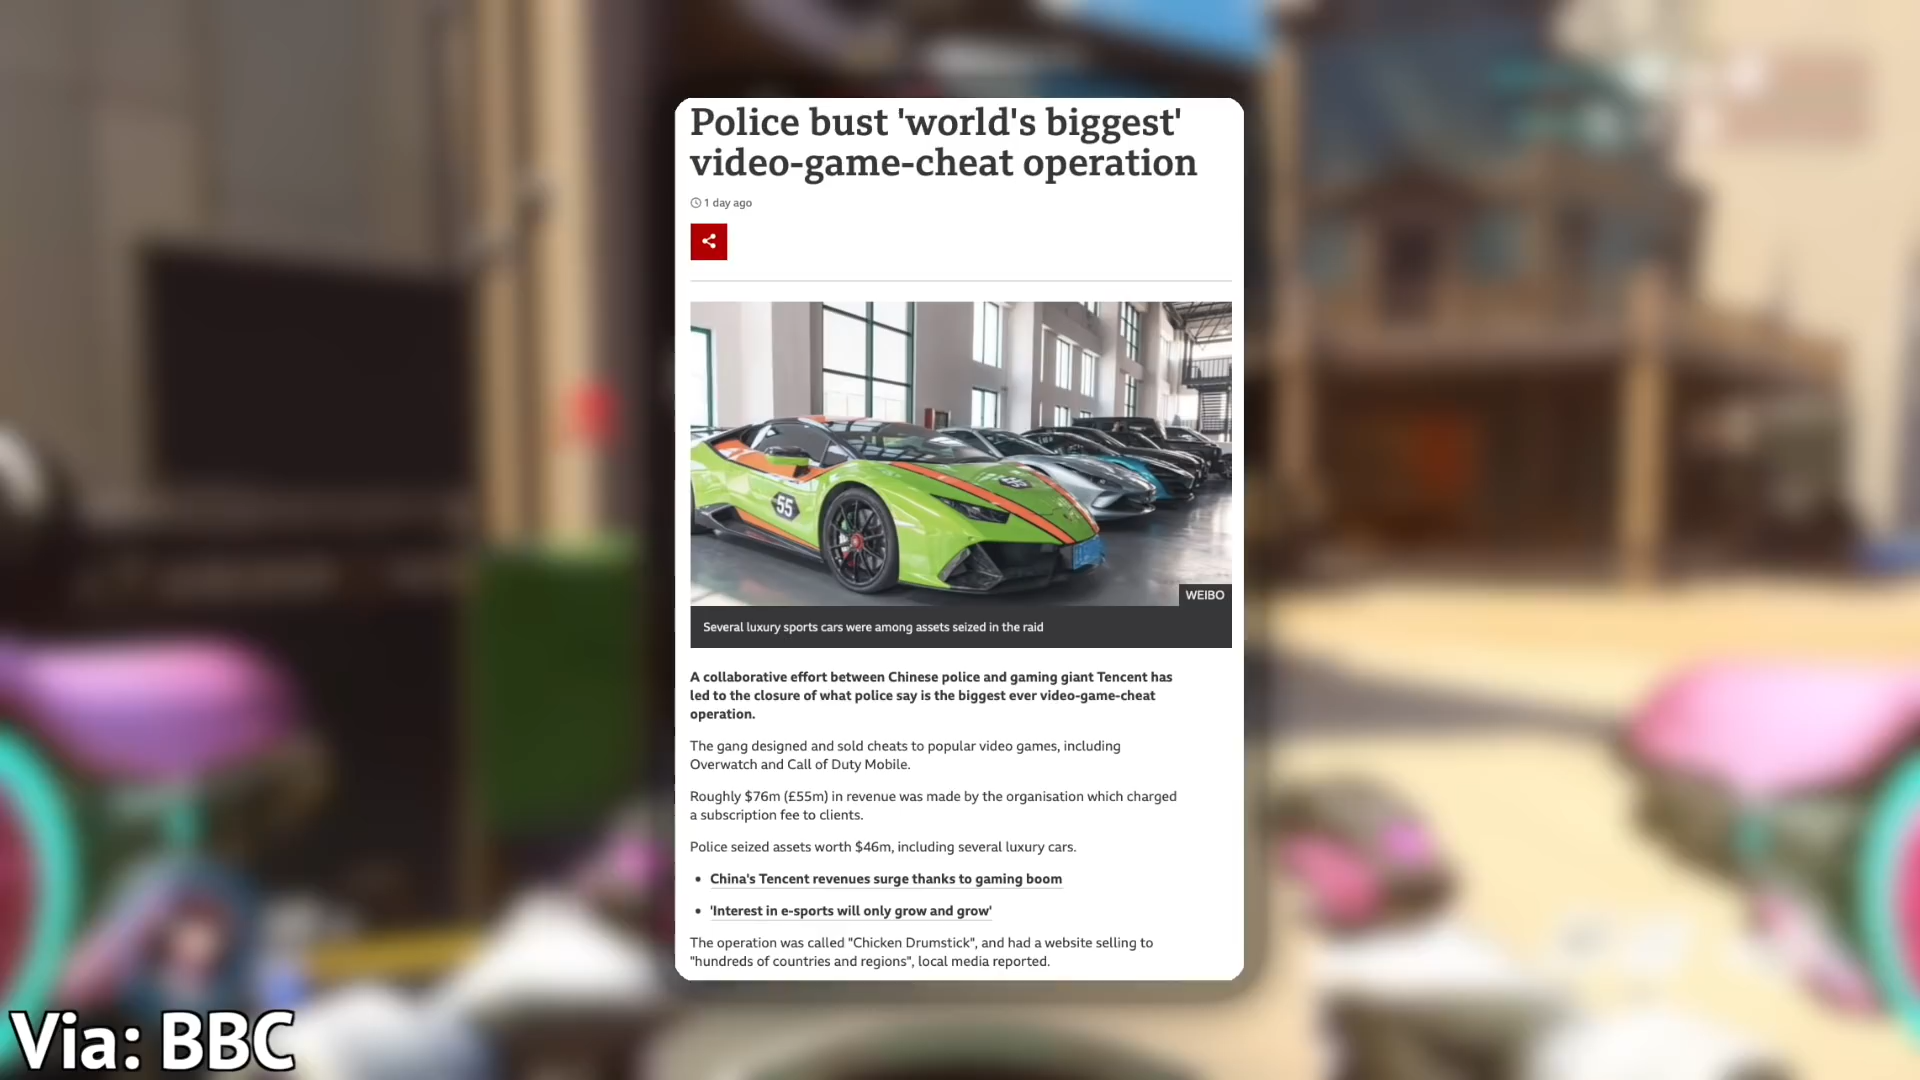 Police bust 'world's biggest'
video-game-cheat operation
1 day ago
55
WEIBO
Several luxury sports cars were among assets seized in the raid
A collaborative effort between Chinese police and gaming giant Tencent has
led to the closure of what police say is the biggest ever video-game-cheat
operation.
The gang designed and sold cheats to popular video games, including
Overwatch and Call of Duty Mobile.
Roughly $76m (£55m) in revenue was made by the organisation which charged
a subscription fee to clients.
Police seized assets worth $46m, including several luxury cars.
• China's Tencent revenues surge thanks to gaming boom
• 'Interest in e-sports will only grow and grow'
The operation was called "Chicken Drumstick", and had a website selling to
"hundreds of countries and regions", local media reported.
Via: BBC